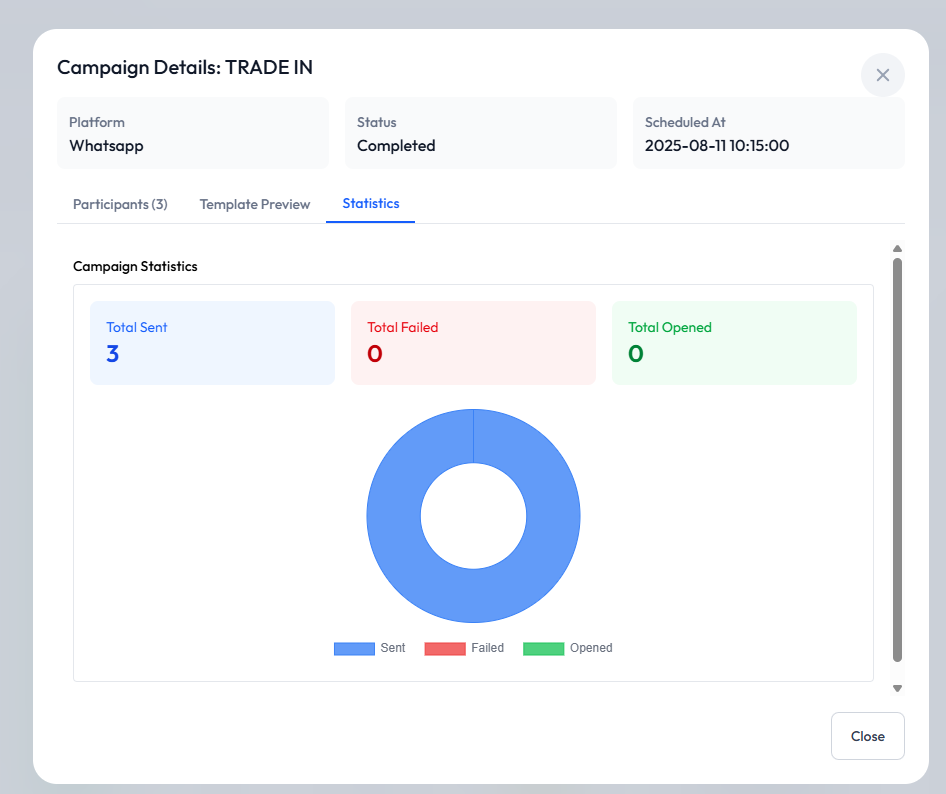 Campaign Details: TRADE IN
Platform
Whatsapp
Status
Completed
Scheduled At
2025-08-11 10:15:00
Participants (3)
Template Preview
Statistics
Campaign Statistics
Total Sent
3
Total Failed
0
Total Opened
0
Sent
Failed
Opened
Close